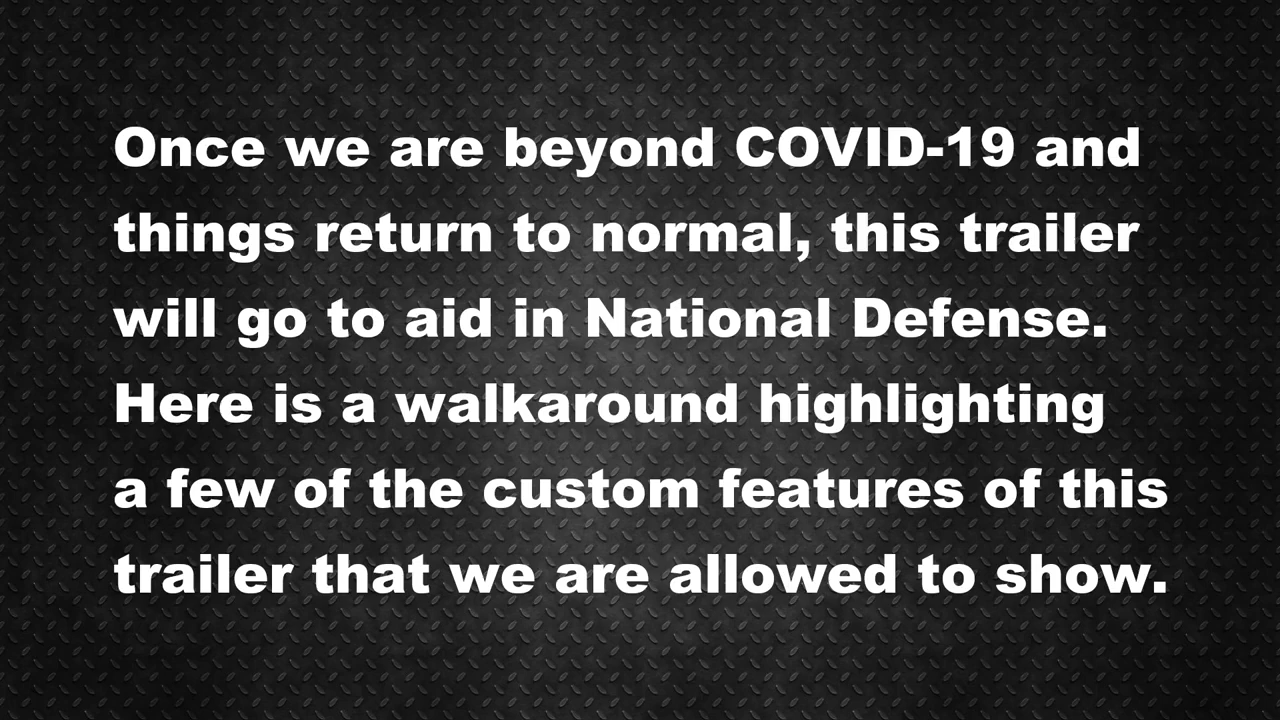 Once we are beyond COVID-19 and
things return to normal, this trailer
will go to aid in National Defense.
Here is a walkaround highlighting
a few of the custom features of this
trailer that we are allowed to show.